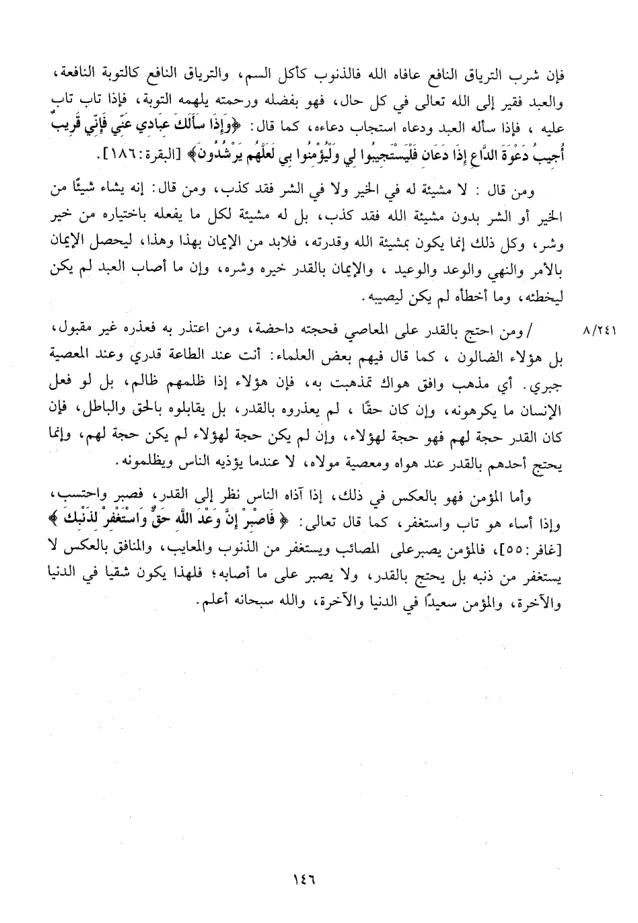 فإن شرب الترياق النافع عافاه الله فالذنوب كأكل السم، والترياق النافع كالتوبة النافعة،
والعبد فقير إلى الله تعالى في كل حال، فهو بفضله ورحمته يلهمه التوبة، فإذا تاب تاب
عليه ، فإذا سأله العبد ودعاه استجاب دعاءه، كما قال: ﴿وَإِذَا سَأَلَكَ عِبَادِي عَنِّي فَإِنِّي قَرِيبٌ
أُجِيبُ دَعْوَةَ الدَّاعِ إِذَا دَعَانِ فَلْيَسْتَجِيبُوا لِي وَلْيُؤْمِنُوا بِي لَعَلَّهُم يَرْشُدُونَ﴾ [البقرة:١٨٦].
ومن قال : لا مشيئة له في الخير ولا في الشر فقد كذب، ومن قال: إنه يشاء شيئًا من
الخير أو الشر بدون مشيئة الله فقد كذب، بل له مشيئة لكل ما يفعله باختياره من خير
وشر، وكل ذلك إنما يكون بمشيئة الله وقدرته، فلابد من الإيمان بهذا وهذا، ليحصل الإيمان
بالأمر والنهي والوعد والوعيد ، والإيمان بالقدر خيره وشره، وإن ما أصاب العبد لم يكن
ليخطئه، وما أخطأه لم يكن ليصيبه.
٨/٢٤١ /ومن احتج بالقدر على المعاصي فحجته داحضة، ومن اعتذر به فعذره غير مقبول،
بل هؤلاء الضالون ، كما قال فيهم بعض العلماء: أنت عند الطاعة قدري وعند المعصية
جبري. أي مذهب وافق هواك تمذهبت به، فإن هؤلاء إذا ظلمهم ظالم، بل لو فعل
الإنسان ما يكرهونه، وإن كان حقًا ، لم يعذروه بالقدر، بل يقابلوه بالحق والباطل، فإن
كان القدر حجة لهم فهو حجة لهؤلاء، وإن لم يكن حجة لهؤلاء لم يكن حجة لهم، وإنما
يحتج أحدهم بالقدر عند هواه ومعصية مولاه، لا عندما يؤذيه الناس ويظلمونه.
وأما المؤمن فهو بالعكس في ذلك، إذا آذاه الناس نظر إلى القدر، فصبر واحتسب،
وإذا أساء هو تاب واستغفر، كما قال تعالى: ﴿ فَاصْبِرْ إِنَّ وَعْدَ اللَّهِ حَقٌّ وَاسْتَغْفِرْ لِذَنْبِكَ ﴾
[غافر:٥٥]، فالمؤمن يصبرعلى المصائب ويستغفر من الذنوب والمعايب، والمنافق بالعكس لا
يستغفر من ذنبه بل يحتج بالقدر، ولا يصبر على ما أصابه؛ فلهذا يكون شقيا في الدنيا
والآخرة، والمؤمن سعيدًا في الدنيا والآخرة، والله سبحانه أعلم.
١٤٦